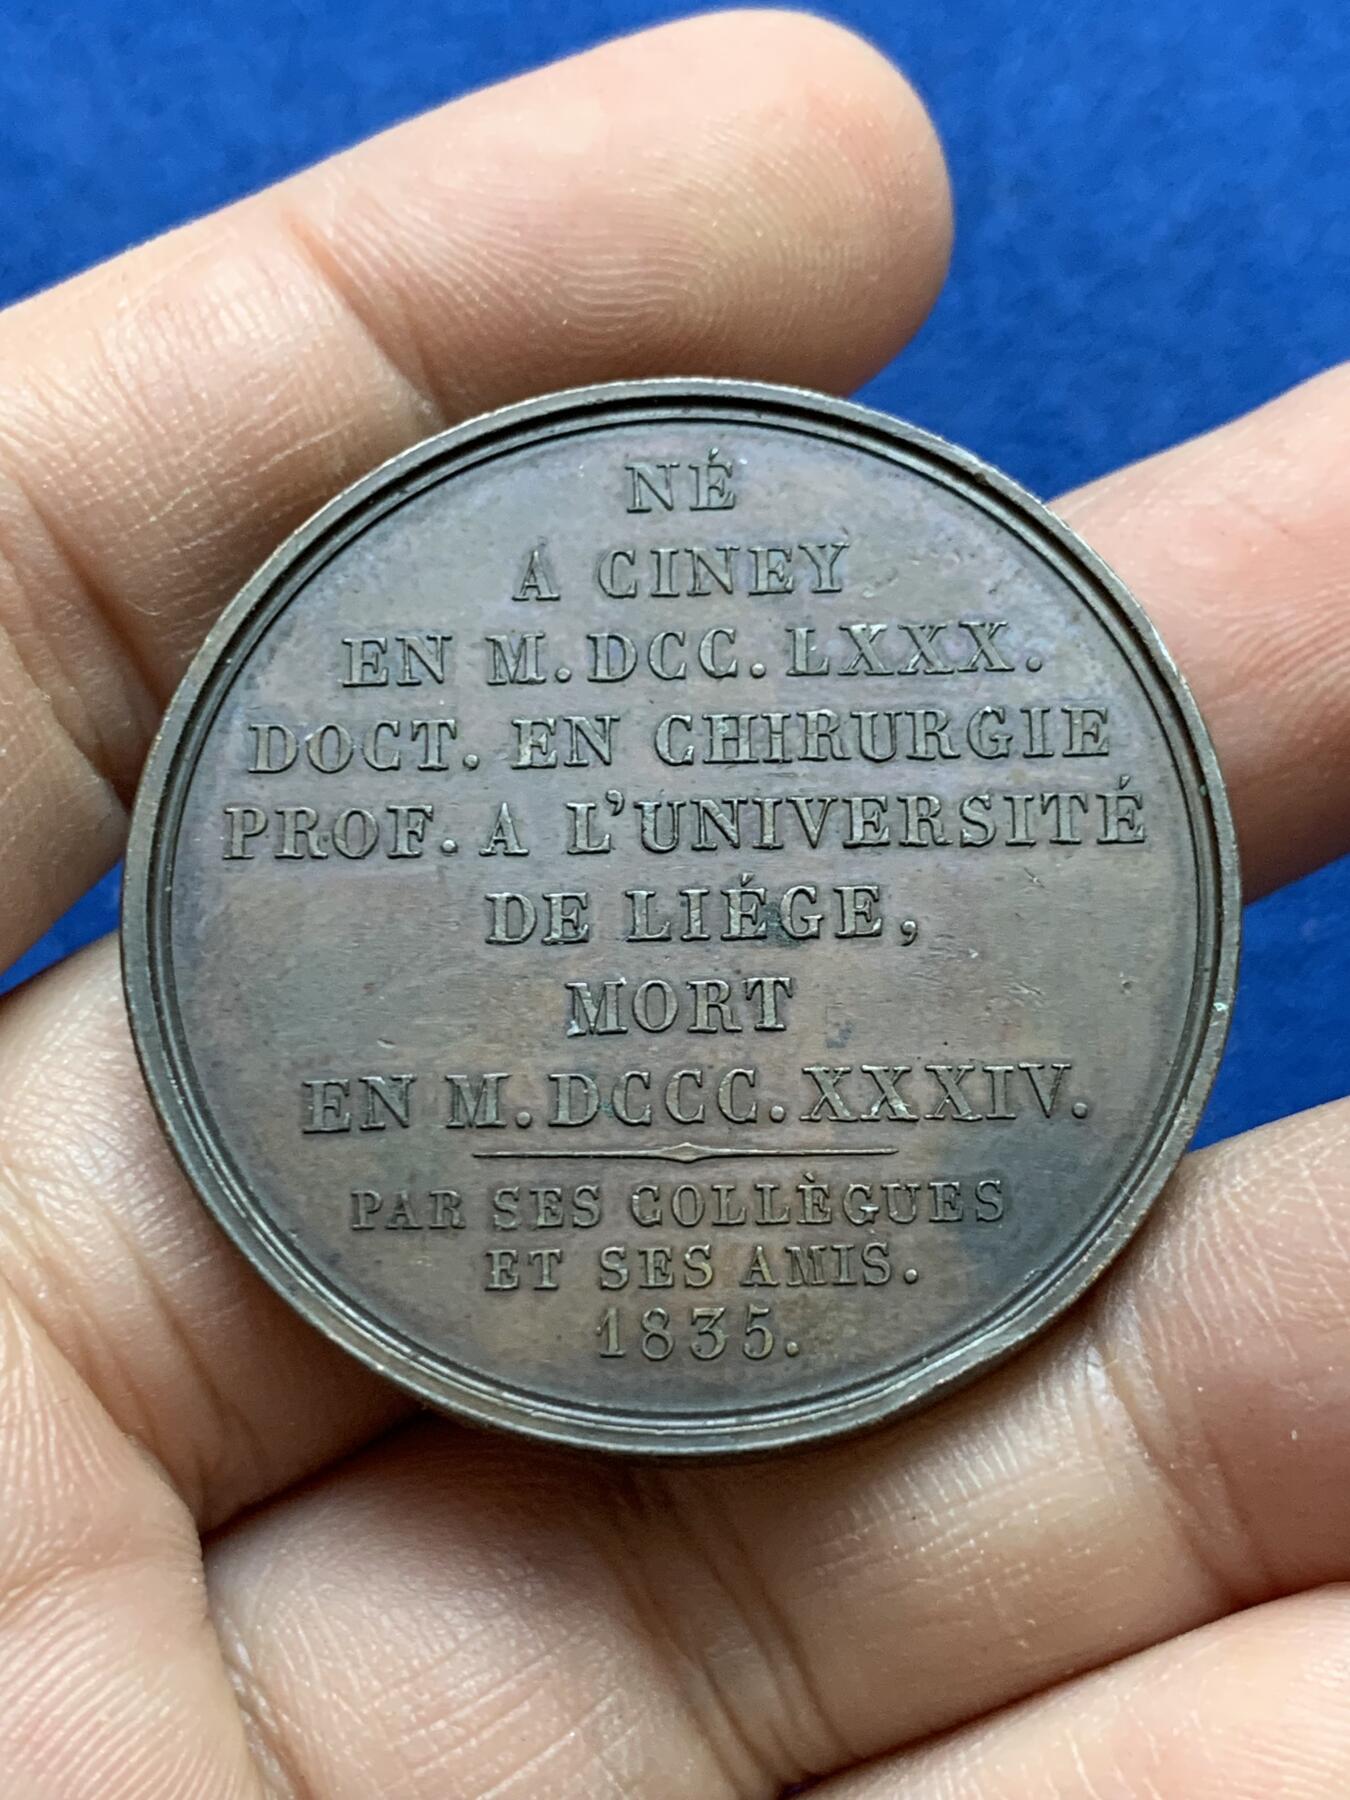 NÉ
A CINEY
EN M.DCC.LXXX.
DOCT. EN CHIRURGIE
PROF. A L'UNIVERSITÉ
DE LIÉGE,
MORT
EN M.DCCC.XXXIV.
PAR SES COLLÈGUES
ET SES AMIS.
1835.